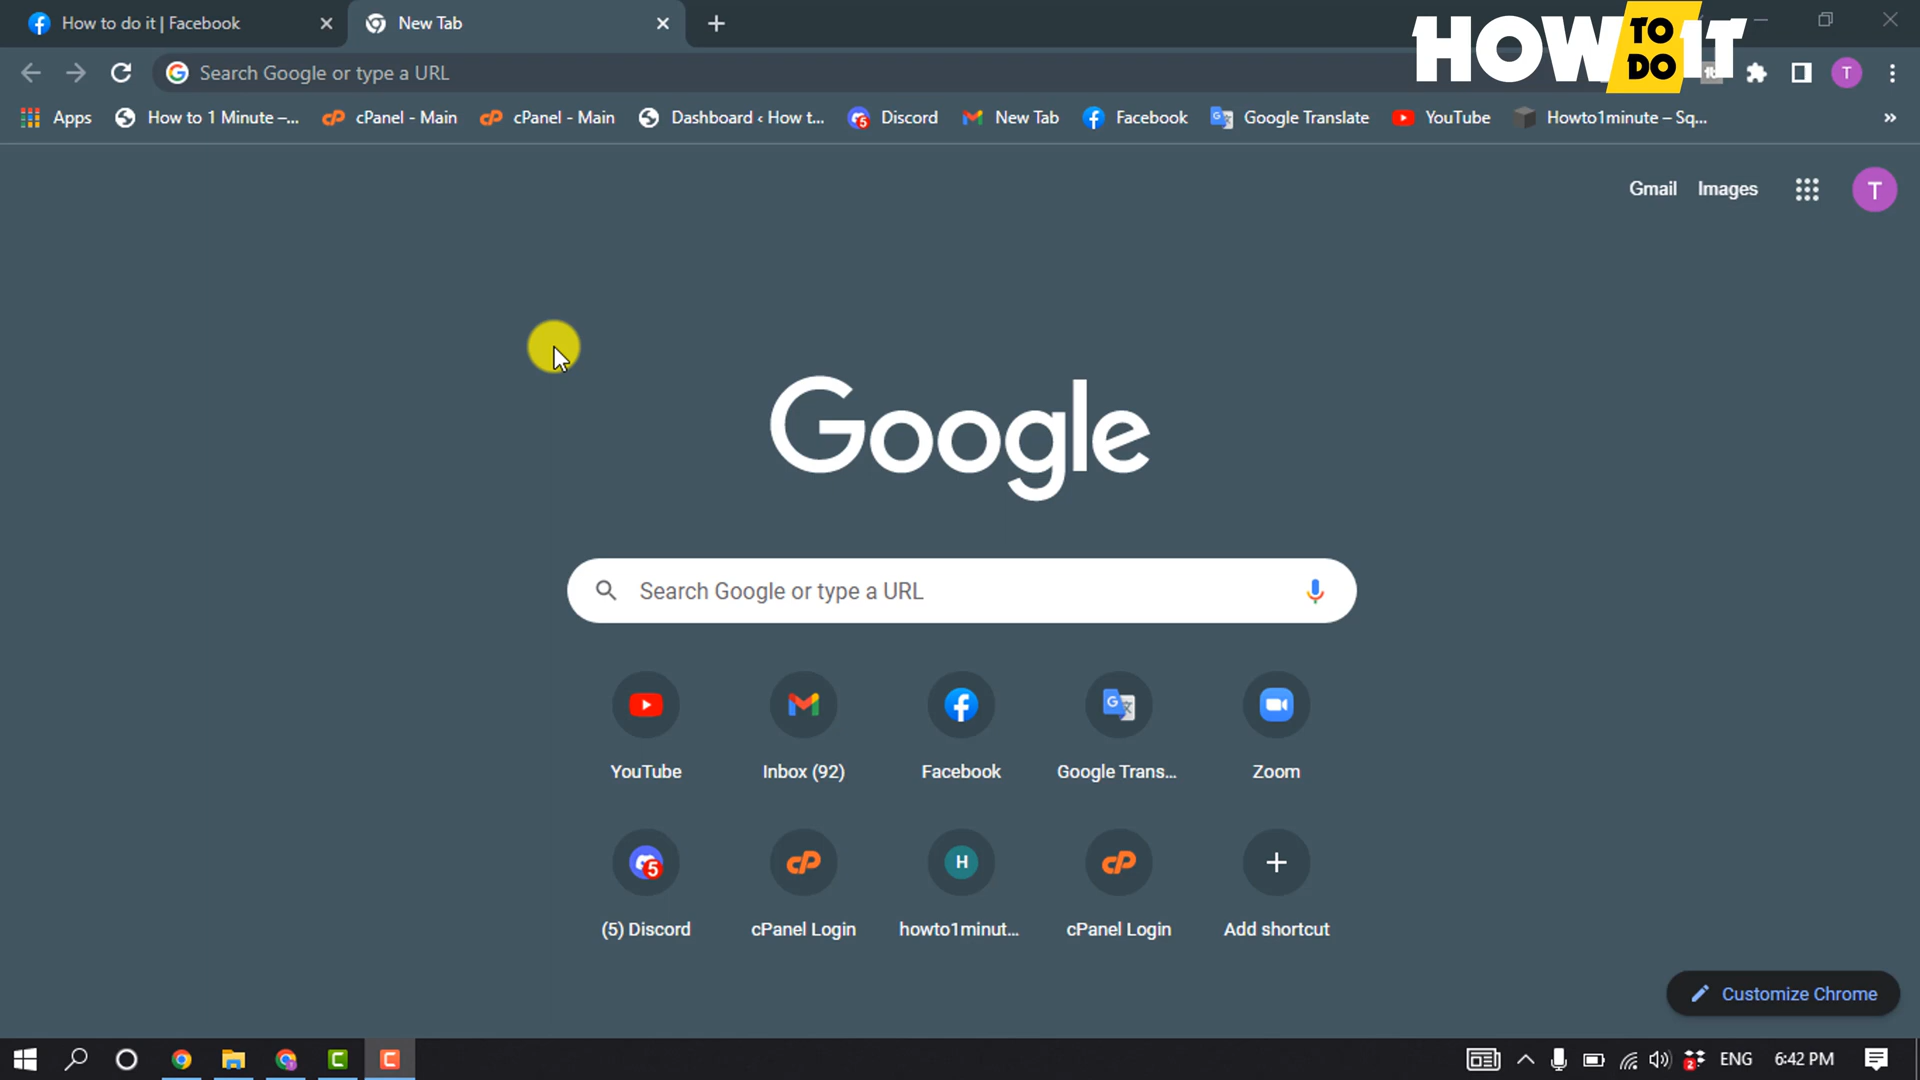 How to do it | Facebook
New Tab
HOW TO DO IT
Search Google or type a URL
T
Apps
How to 1 Minute –...
cPanel - Main
cPanel - Main
Dashboard ‹ How t...
Discord
New Tab
Facebook
Google Translate
YouTube
Howto1minute – Sq...
»
Gmail
Images
T
Google
Search Google or type a URL
YouTube
Inbox (92)
Facebook
Google Trans...
Zoom
5
cP
H
cP
(5) Discord
cPanel Login
howto1minut...
cPanel Login
Add shortcut
Customize Chrome
ENG
6:42 PM